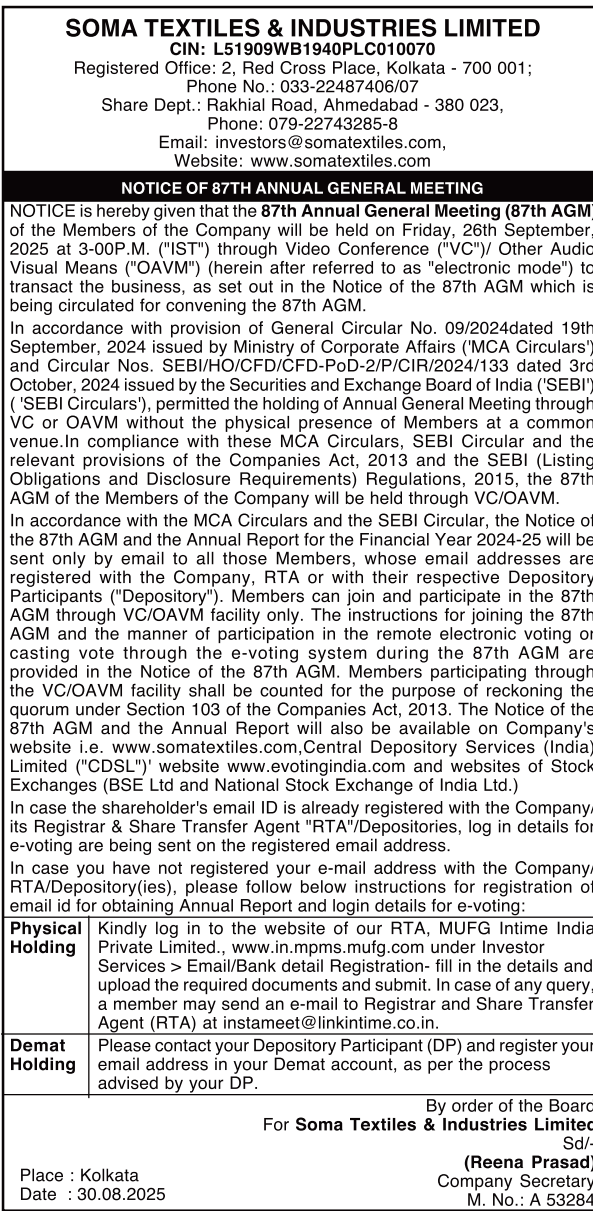 SOMA TEXTILES & INDUSTRIES LIMITED
CIN: L51909WB1940PLC010070
Registered Office: 2, Red Cross Place, Kolkata - 700 001;
Phone No.: 033-22487406/07
Share Dept.: Rakhial Road, Ahmedabad - 380 023,
Phone: 079-22743285-8
Email: investors@somatextiles.com,
Website: www.somatextiles.com
NOTICE OF 87TH ANNUAL GENERAL MEETING
NOTICE is hereby given that the 87th Annual General Meeting (87th AGM)
of the Members of the Company will be held on Friday, 26th September,
2025 at 3-00P.M. ("IST") through Video Conference ("VC")/ Other Audio
Visual Means ("OAVM") (herein after referred to as "electronic mode") to
transact the business, as set out in the Notice of the 87th AGM which is
being circulated for convening the 87th AGM.
In accordance with provision of General Circular No. 09/2024dated 19th
September, 2024 issued by Ministry of Corporate Affairs ('MCA Circulars')
and Circular Nos. SEBI/HO/CFD/CFD-PoD-2/P/CIR/2024/133 dated 3rd
October, 2024 issued by the Securities and Exchange Board of India ('SEBI')
( 'SEBI Circulars'), permitted the holding of Annual General Meeting through
VC or OAVM without the physical presence of Members at a common
venue.In compliance with these MCA Circulars, SEBI Circular and the
relevant provisions of the Companies Act, 2013 and the SEBI (Listing
Obligations and Disclosure Requirements) Regulations, 2015, the 87th
AGM of the Members of the Company will be held through VC/OAVM.
In accordance with the MCA Circulars and the SEBI Circular, the Notice of
the 87th AGM and the Annual Report for the Financial Year 2024-25 will be
sent only by email to all those Members, whose email addresses are
registered with the Company, RTA or with their respective Depository
Participants ("Depository"). Members can join and participate in the 87th
AGM through VC/OAVM facility only. The instructions for joining the 87th
AGM and the manner of participation in the remote electronic voting or
casting vote through the e-voting system during the 87th AGM are
provided in the Notice of the 87th AGM. Members participating through
the VC/OAVM facility shall be counted for the purpose of reckoning the
quorum under Section 103 of the Companies Act, 2013. The Notice of the
87th AGM and the Annual Report will also be available on Company's
website i.e. www.somatextiles.com,Central Depository Services (India)
Limited ("CDSL")' website www.evotingindia.com and websites of Stock
Exchanges (BSE Ltd and National Stock Exchange of India Ltd.)
In case the shareholder's email ID is already registered with the Company/
its Registrar & Share Transfer Agent "RTA"/Depositories, log in details for
e-voting are being sent on the registered email address.
In case you have not registered your e-mail address with the Company/
RTA/Depository(ies), please follow below instructions for registration of
email id for obtaining Annual Report and login details for e-voting:
Physical Holding
Kindly log in to the website of our RTA, MUFG Intime India
Private Limited., www.in.mpms.mufg.com under Investor
Services > Email/Bank detail Registration- fill in the details and
upload the required documents and submit. In case of any query,
a member may send an e-mail to Registrar and Share Transfer
Agent (RTA) at instameet@linkintime.co.in.
Demat Holding
Please contact your Depository Participant (DP) and register your
email address in your Demat account, as per the process
advised by your DP.
By order of the Board
For Soma Textiles & Industries Limited
Sd/-
(Reena Prasad)
Company Secretary
M. No.: A 53284
Place : Kolkata
Date : 30.08.2025